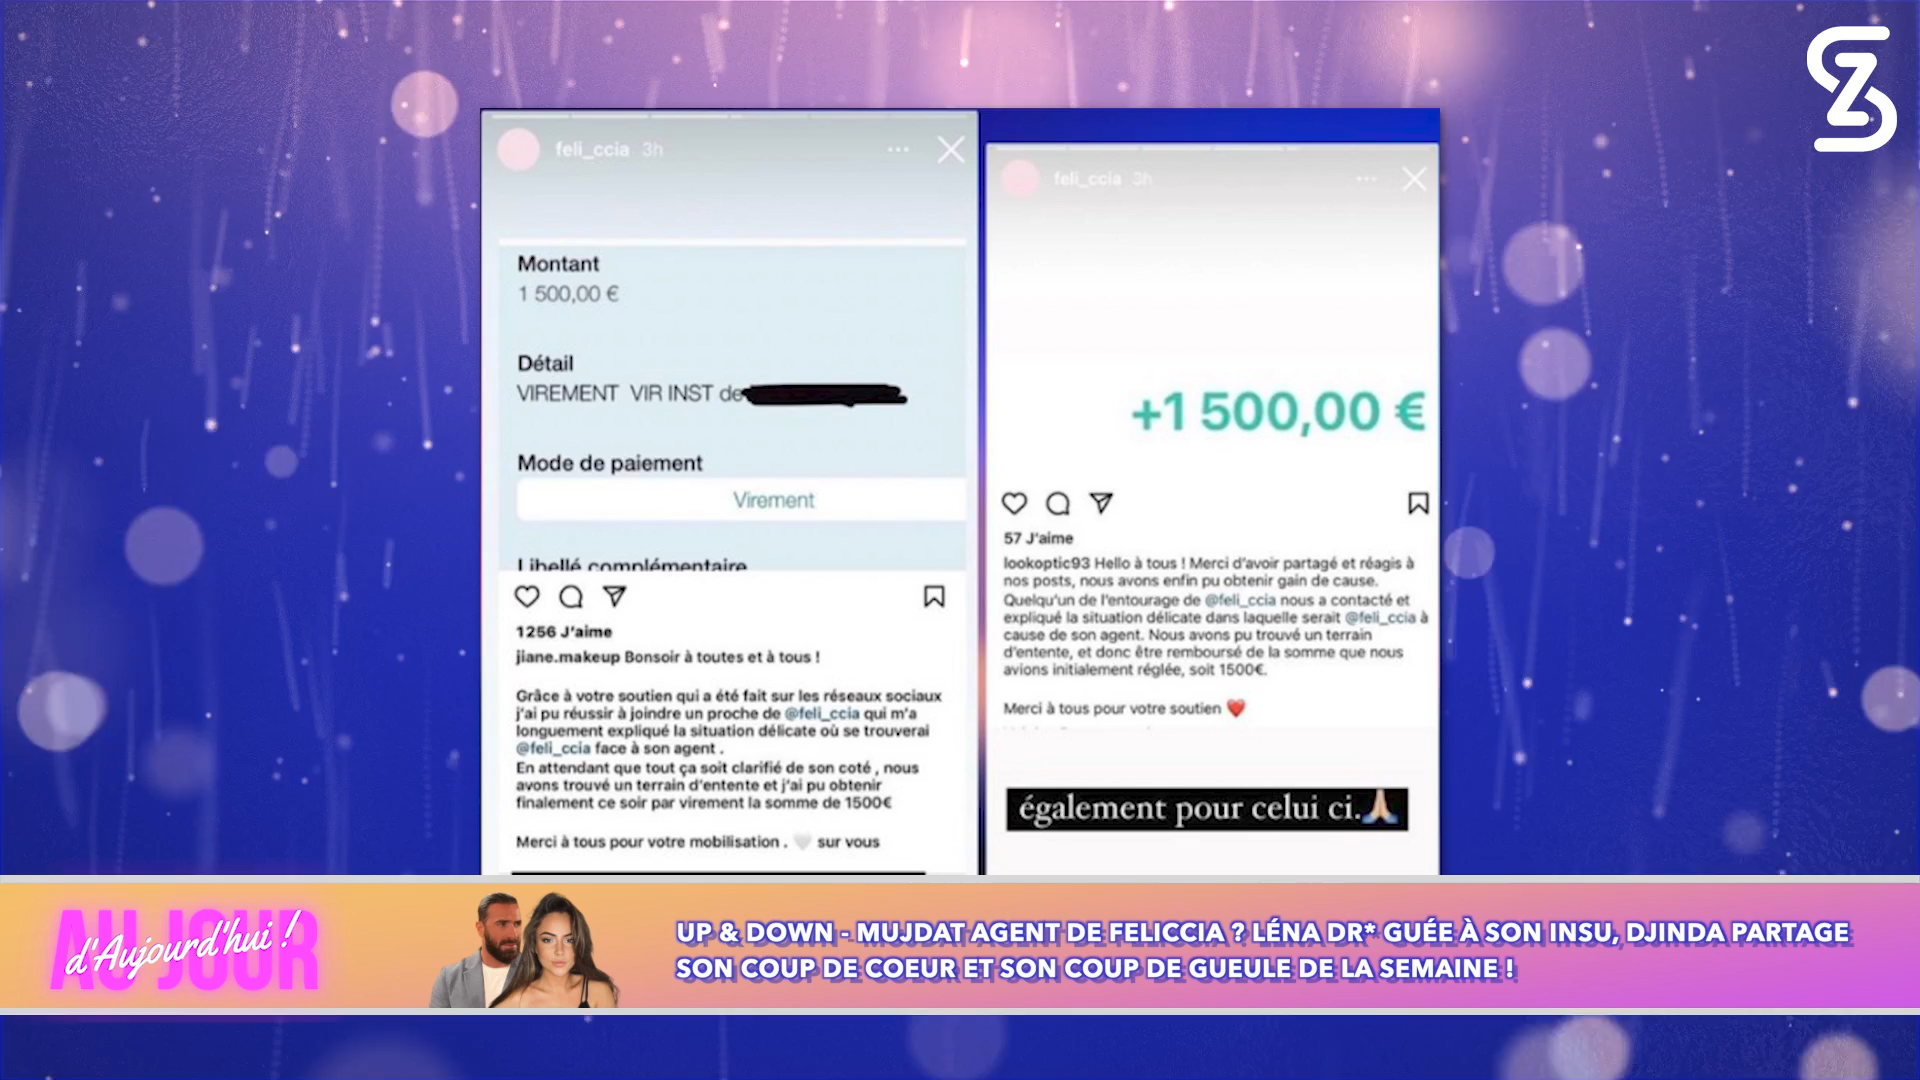 feli_ccia 3h
Montant
1 500,00 €
Détail
VIREMENT VIR INST de
Mode de paiement
Virement
Libellé complémentaire
1256 J'aime
jiane.makeup Bonsoir à toutes et à tous !
Grâce à votre soutien qui a été fait sur les réseaux sociaux
j'ai pu réussir à joindre un proche de @feli_ccia qui m'a
longuement expliqué la situation délicate où se trouverai
@feli_ccia face à son agent .
En attendant que tout ça soit clarifié de son coté , nous
avons trouvé un terrain d'entente et j'ai pu obtenir
finalement ce soir par virement la somme de 1500€
Merci à tous pour votre mobilisation . 🤍 sur vous
feli_ccia 3h
+1 500,00 €
57 J'aime
lookoptic93 Hello à tous ! Merci d'avoir partagé et réagis à
nos posts, nous avons enfin pu obtenir gain de cause.
Quelqu'un de l'entourage de @feli_ccia nous a contacté et
expliqué la situation délicate dans laquelle serait @feli_ccia à
cause de son agent. Nous avons pu trouvé un terrain
d'entente, et donc être remboursé de la somme que nous
avions initialement réglée, soit 1500€.
Merci à tous pour votre soutien ❤️
également pour celui ci.🙏🏼
AU JOUR
d'Aujourd'hui !
UP & DOWN - MUJDAT AGENT DE FELICCIA ? LÉNA DR* GUÉE À SON INSU, DJINDA PARTAGE
SON COUP DE COEUR ET SON COUP DE GUEULE DE LA SEMAINE !